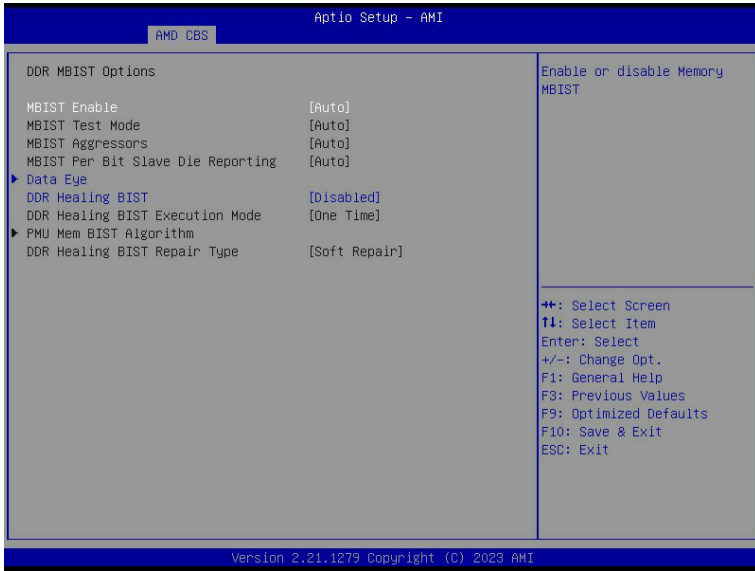 Aptio Setup – AMI
AMD CBS
DDR MBIST Options
MBIST Enable [Auto]
MBIST Test Mode [Auto]
MBIST Aggressors [Auto]
MBIST Per Bit Slave Die Reporting [Auto]
Data Eye
DDR Healing BIST [Disabled]
DDR Healing BIST Execution Mode [One Time]
PMU Mem BIST Algorithm
DDR Healing BIST Repair Type [Soft Repair]
Enable or disable Memory
MBIST
→←: Select Screen
↑↓: Select Item
Enter: Select
+/-: Change Opt.
F1: General Help
F3: Previous Values
F9: Optimized Defaults
F10: Save & Exit
ESC: Exit
Version 2.21.1279 Copyright (C) 2023 AMI